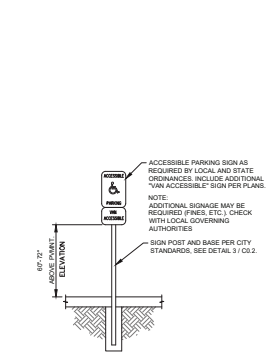 ACCESSIBLE
PARKING
VAN
ACCESSIBLE
ACCESSIBLE PARKING SIGN AS
REQUIRED BY LOCAL AND STATE
ORDINANCES. INCLUDE ADDITIONAL
"VAN ACCESSIBLE" SIGN PER PLANS.
NOTE:
ADDITIONAL SIGNAGE MAY BE
REQUIRED (FINES, ETC.). CHECK
WITH LOCAL GOVERNING
AUTHORITIES
SIGN POST AND BASE PER CITY
STANDARDS, SEE DETAIL 3 / C0.2.
60"- 72"
ABOVE PVMNT.
ELEVATION